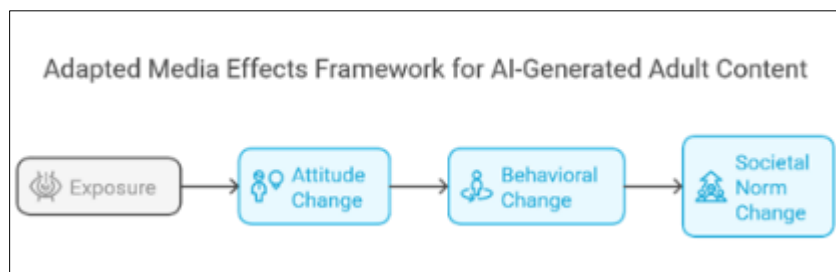 Adapted Media Effects Framework for AI-Generated Adult Content
Exposure
Attitude
Change
Behavioral
Change
Societal
Norm
Change